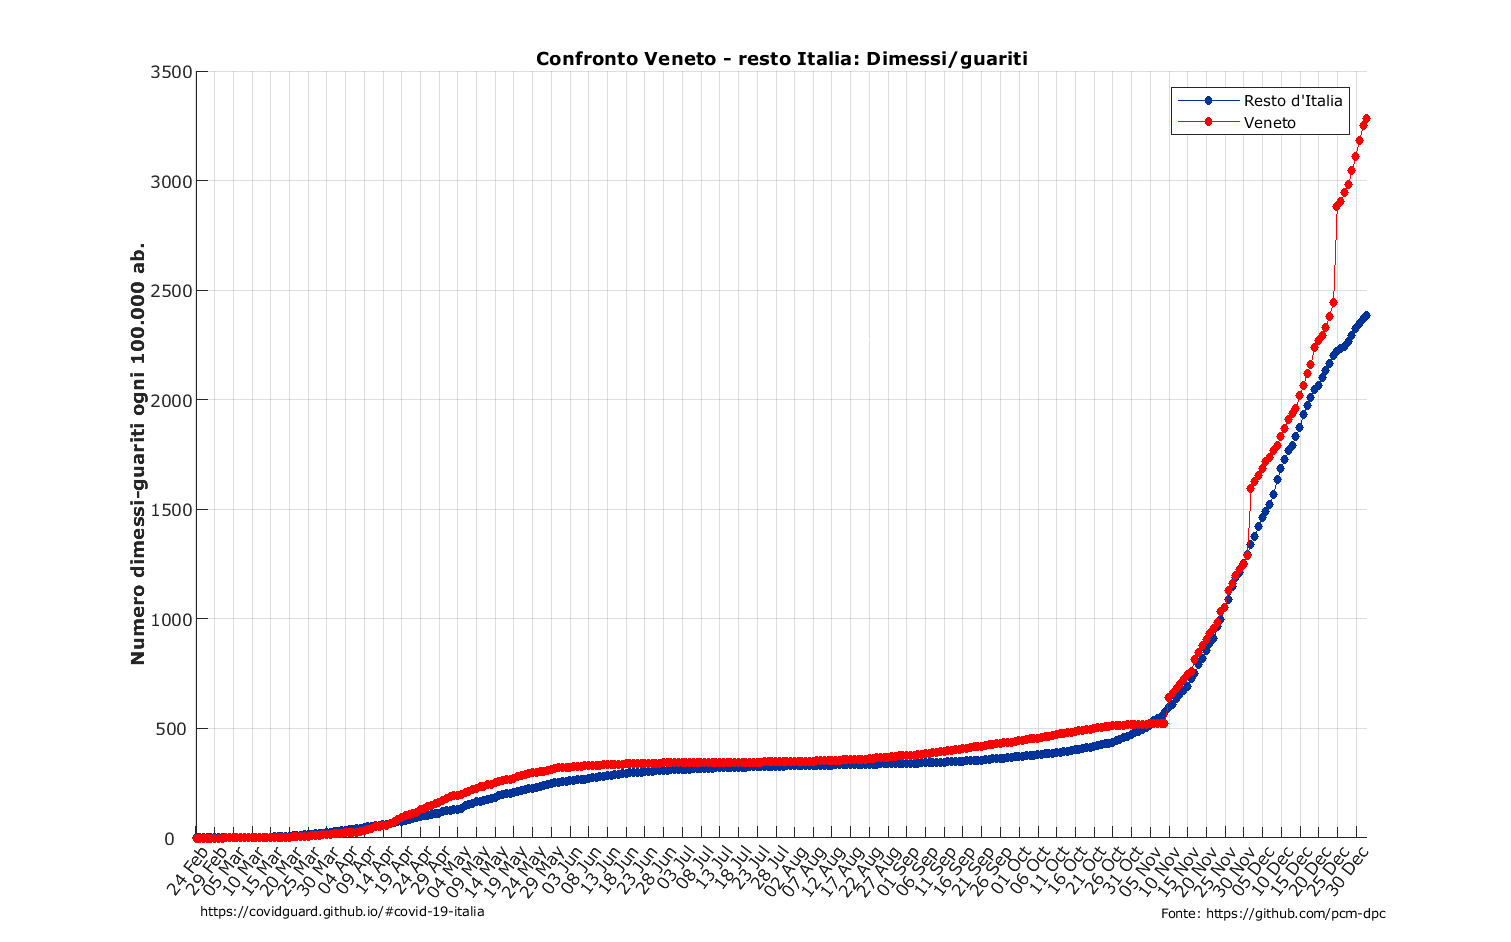 Confronto Veneto - resto Italia: Dimessi/guariti
Resto d'Italia
Veneto
Numero dimessi-guariti ogni 100.000 ab.
3500
3000
2500
2000
1500
1000
500
0
24 Feb
29 Feb
05 Mar
10 Mar
15 Mar
20 Mar
25 Mar
30 Mar
04 Apr
09 Apr
14 Apr
19 Apr
24 Apr
29 Apr
04 May
09 May
14 May
19 May
24 May
29 May
03 Jun
08 Jun
13 Jun
18 Jun
23 Jun
28 Jun
03 Jul
08 Jul
13 Jul
18 Jul
23 Jul
28 Jul
02 Aug
07 Aug
12 Aug
17 Aug
22 Aug
27 Aug
01 Sep
06 Sep
11 Sep
16 Sep
21 Sep
26 Sep
01 Oct
06 Oct
11 Oct
16 Oct
21 Oct
26 Oct
31 Oct
05 Nov
10 Nov
15 Nov
20 Nov
25 Nov
30 Nov
05 Dec
10 Dec
15 Dec
20 Dec
25 Dec
30 Dec
https://covidguard.github.io/#covid-19-italia
Fonte: https://github.com/pcm-dpc